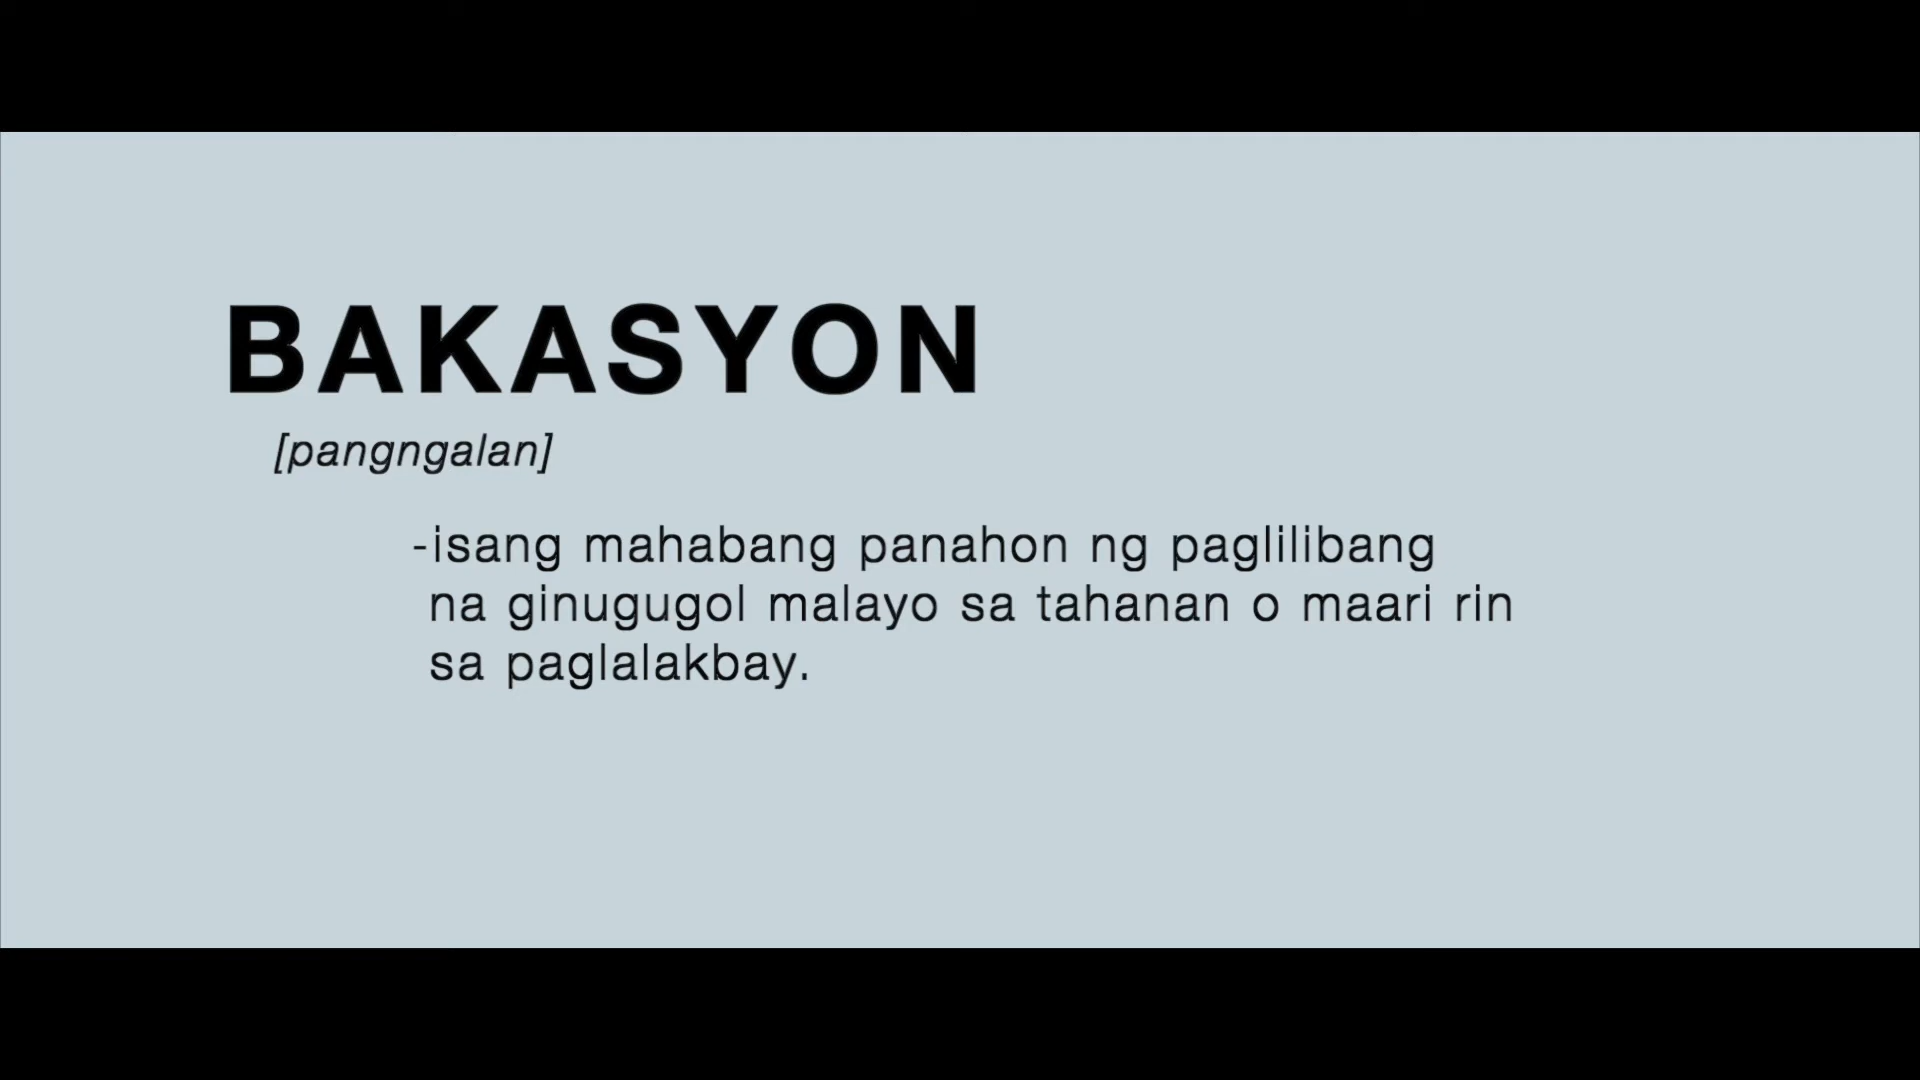 BAKASYON
[pangngalan]
-isang mahabang panahon ng paglilibang
na ginugugol malayo sa tahanan o maari rin
sa paglalakbay.